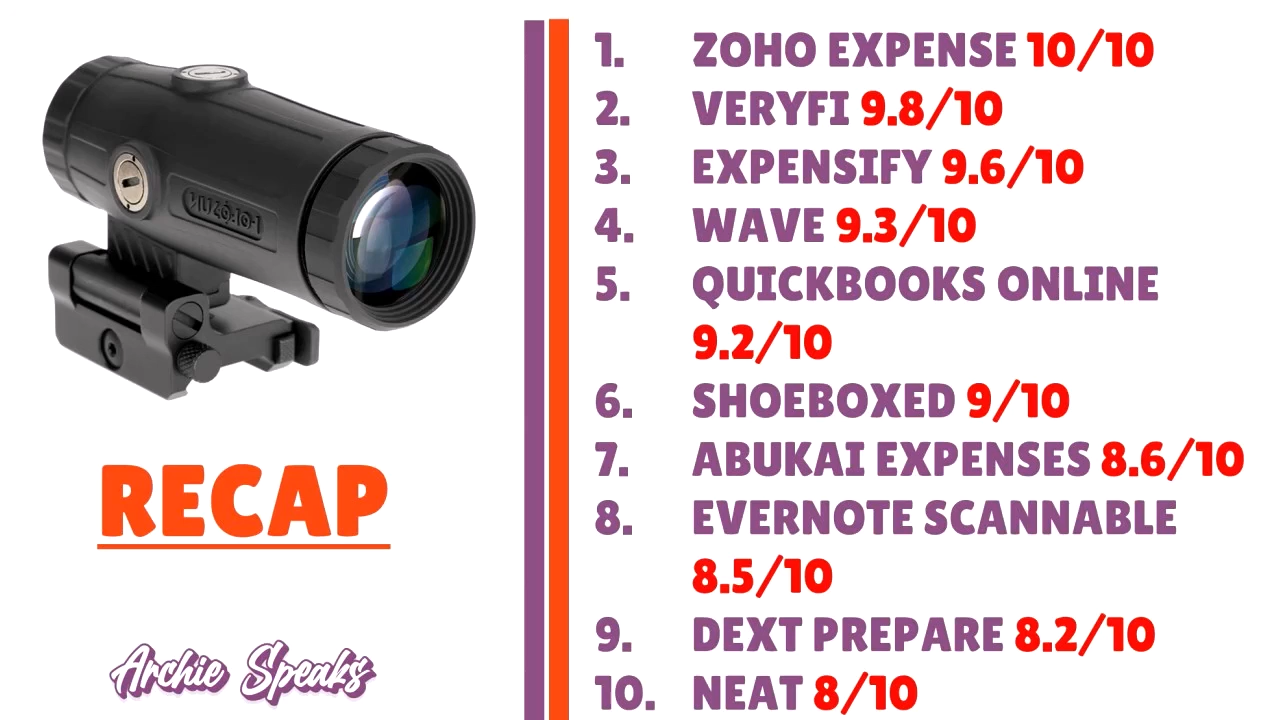 RECAP
Archie Speaks
1. ZOHO EXPENSE 10/10
2. VERYFI 9.8/10
3. EXPENSIFY 9.6/10
4. WAVE 9.3/10
5. QUICKBOOKS ONLINE
9.2/10
6. SHOEBOXED 9/10
7. ABUKAI EXPENSES 8.6/10
8. EVERNOTE SCANNABLE
8.5/10
9. DEXT PREPARE 8.2/10
10. NEAT 8/10